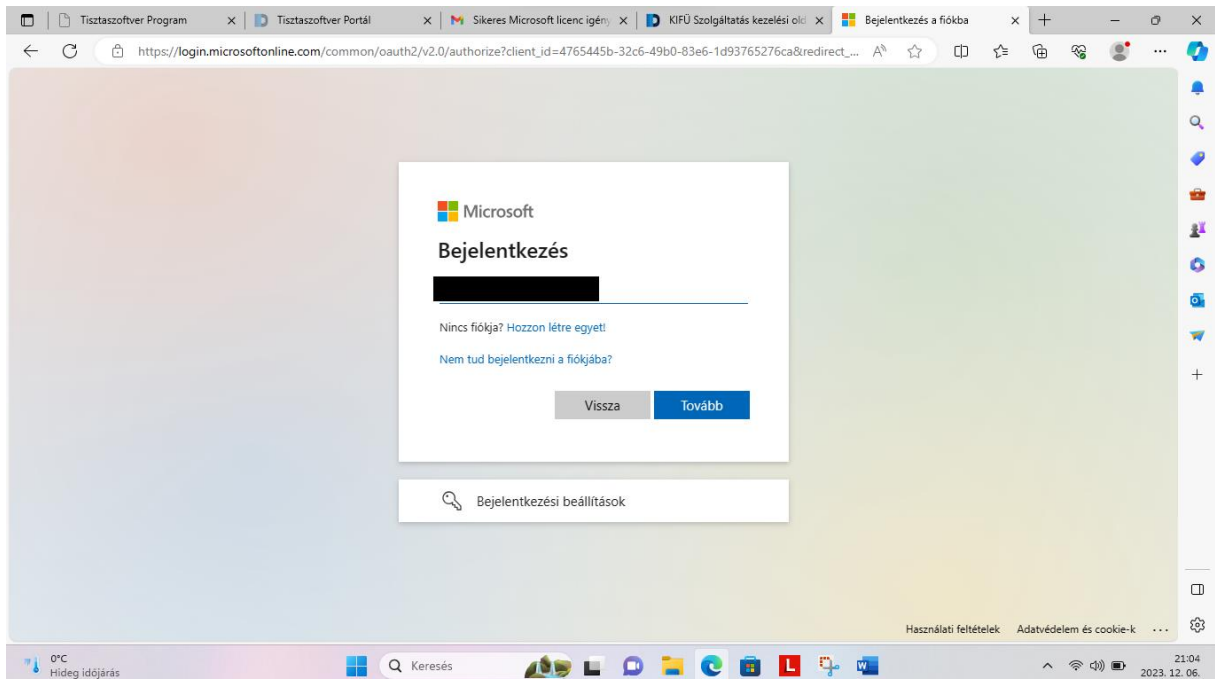 Tisztaszoftver Program
Tisztaszoftver Portál
Sikeres Microsoft licenc igény
KIFÜ Szolgáltatás kezelési old
Bejelentkezés a fiókba
https://login.microsoftonline.com/common/oauth2/v2.0/authorize?client_id=4765445b-32c6-49b0-83e6-1d93765276ca&redirect_...
Microsoft
Bejelentkezés
Nincs fiókja? Hozzon létre egyet!
Nem tud bejelentkezni a fiókjába?
Vissza
Tovább
Bejelentkezési beállítások
Használati feltételek
Adatvédelem és cookie-k
...
0°C
Hideg időjárás
Keresés
L
21:04
2023. 12. 06.